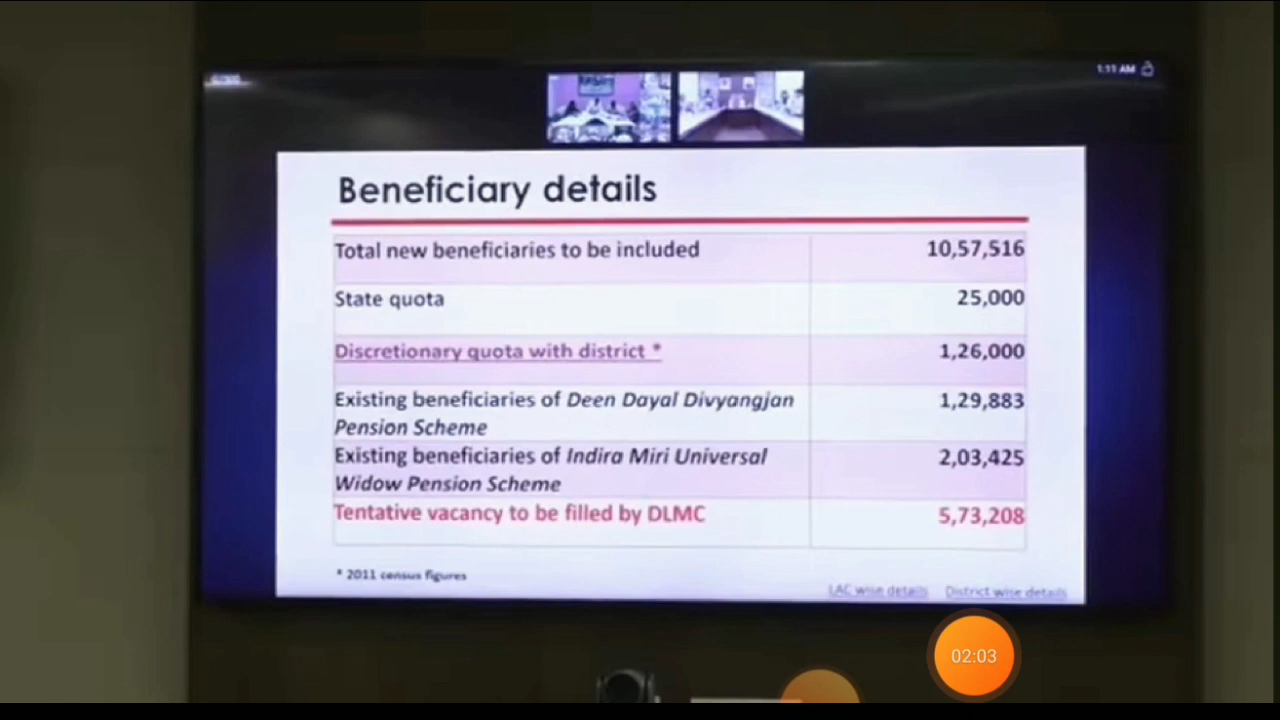 1:11 AM
Beneficiary details
Total new beneficiaries to be included 10,57,516
State quota 25,000
Discretionary quota with district * 1,26,000
Existing beneficiaries of Deen Dayal Divyangjan 1,29,883
Pension Scheme
Existing beneficiaries of Indira Miri Universal 2,03,425
Widow Pension Scheme
Tentative vacancy to be filled by DLMC 5,73,208
* 2011 census figures
LAC wise details District wise details
02:03